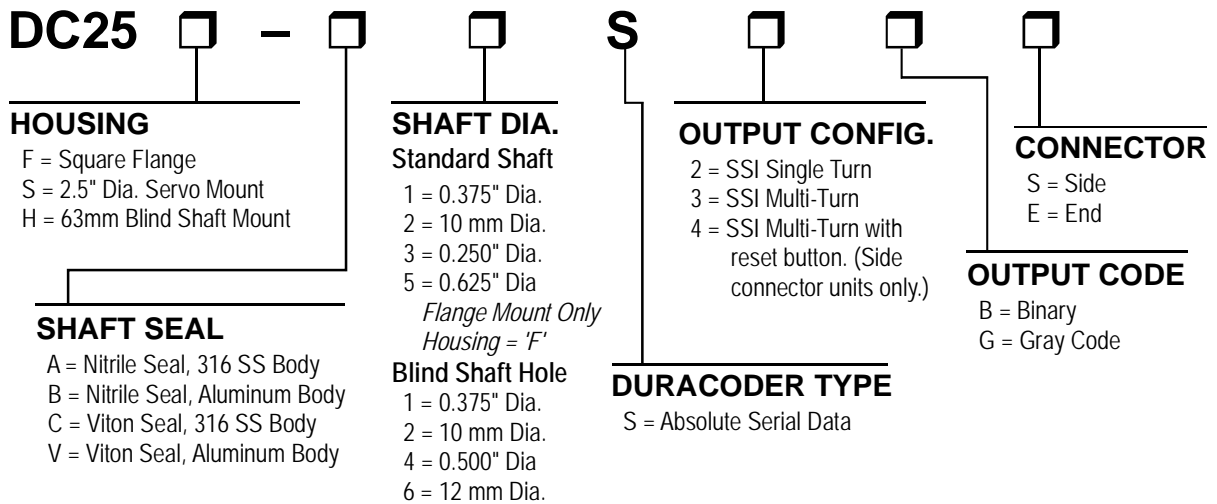 DC25 – S
HOUSING
F = Square Flange
S = 2.5" Dia. Servo Mount
H = 63mm Blind Shaft Mount
SHAFT SEAL
A = Nitrile Seal, 316 SS Body
B = Nitrile Seal, Aluminum Body
C = Viton Seal, 316 SS Body
V = Viton Seal, Aluminum Body
SHAFT DIA.
Standard Shaft
1 = 0.375" Dia.
2 = 10 mm Dia.
3 = 0.250" Dia.
5 = 0.625" Dia
Flange Mount Only
Housing = 'F'
Blind Shaft Hole
1 = 0.375" Dia.
2 = 10 mm Dia.
4 = 0.500" Dia
6 = 12 mm Dia.
DURACODER TYPE
S = Absolute Serial Data
OUTPUT CONFIG.
2 = SSI Single Turn
3 = SSI Multi-Turn
4 = SSI Multi-Turn with
reset button. (Side
connector units only.)
OUTPUT CODE
B = Binary
G = Gray Code
CONNECTOR
S = Side
E = End